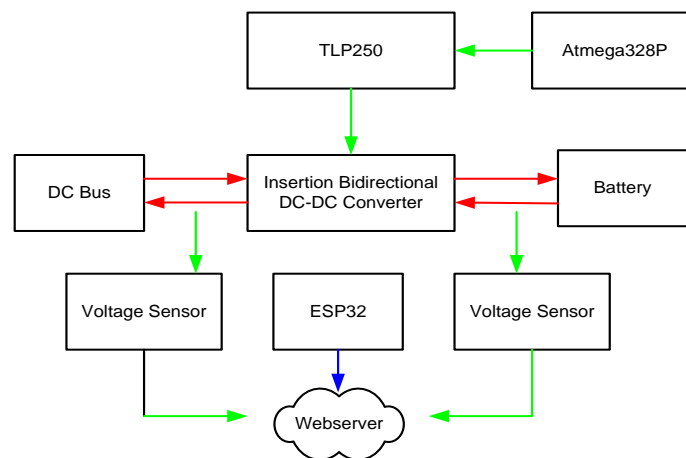 TLP250
Atmega328P
DC Bus
Insertion Bidirectional
DC-DC Converter
Battery
Voltage Sensor
ESP32
Voltage Sensor
Webserver